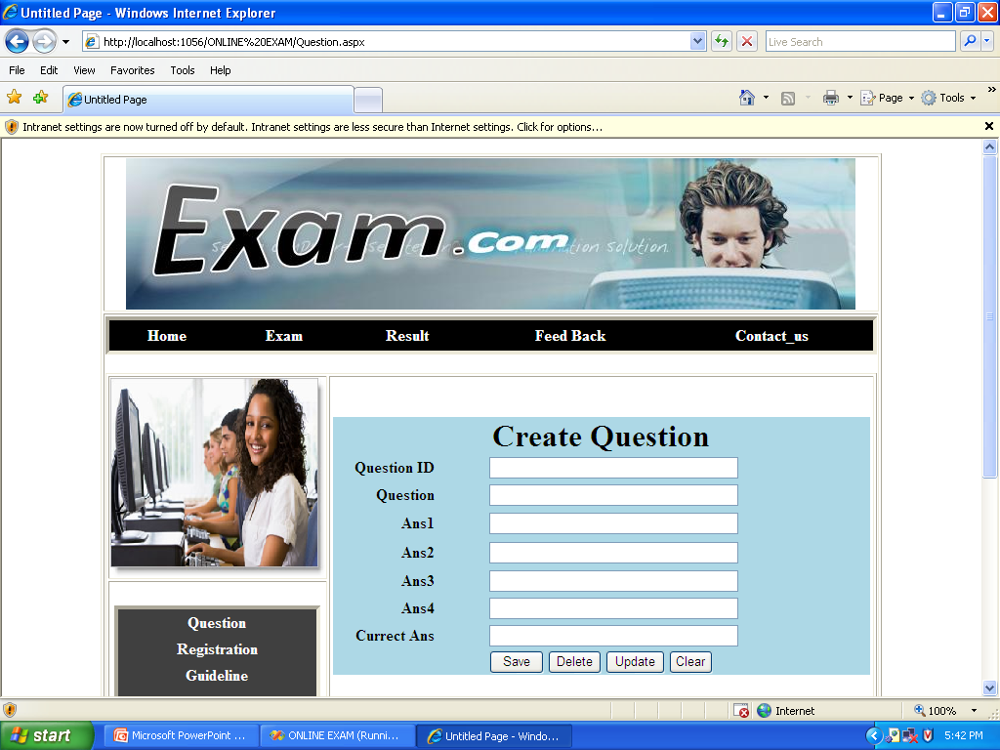 Untitled Page - Windows Internet Explorer
http://localhost:1056/ONLINE%20EXAM/Question.aspx
Live Search
File Edit View Favorites Tools Help
Untitled Page
Page Tools
Intranet settings are now turned off by default. Intranet settings are less secure than Internet settings. Click for options...
Exam.com
solution.
Home Exam Result Feed Back Contact_us
Create Question
Question ID
Question
Ans1
Ans2
Ans3
Ans4
Currect Ans
Save Delete Update Clear
Question
Registration
Guideline
Internet
100%
start
Microsoft PowerPoint ...
ONLINE EXAM (Runni...
Untitled Page - Windo...
5:42 PM